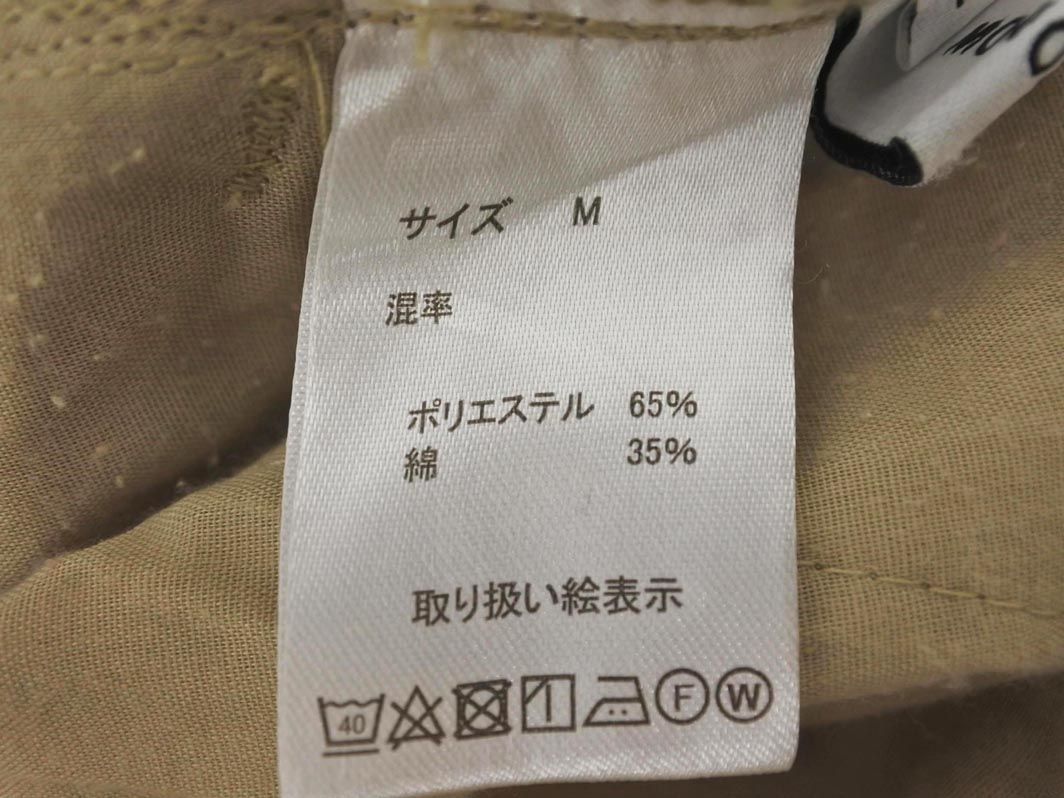 サイズ M
混率
ポリエステル 65%
綿 35%
取り扱い絵表示
40
F W